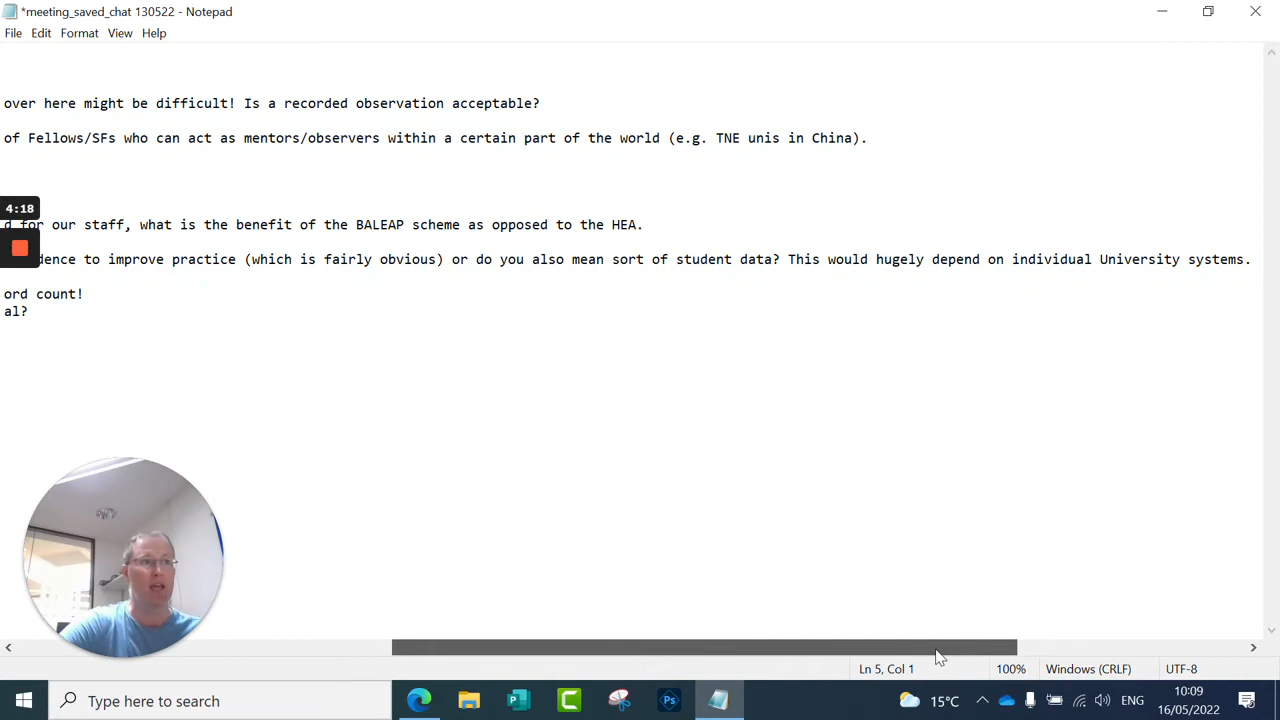 *meeting_saved_chat 130522 - Notepad
File Edit Format View Help
over here might be difficult! Is a recorded observation acceptable?
of Fellows/SFs who can act as mentors/observers within a certain part of the world (e.g. TNE unis in China).
4:18
d for our staff, what is the benefit of the BALEAP scheme as opposed to the HEA.
dence to improve practice (which is fairly obvious) or do you also mean sort of student data? This would hugely depend on individual University systems.
ord count!
al?
Ln 5, Col 1 100% Windows (CRLF) UTF-8
Type here to search
Ps
15°C
ENG
10:09
16/05/2022